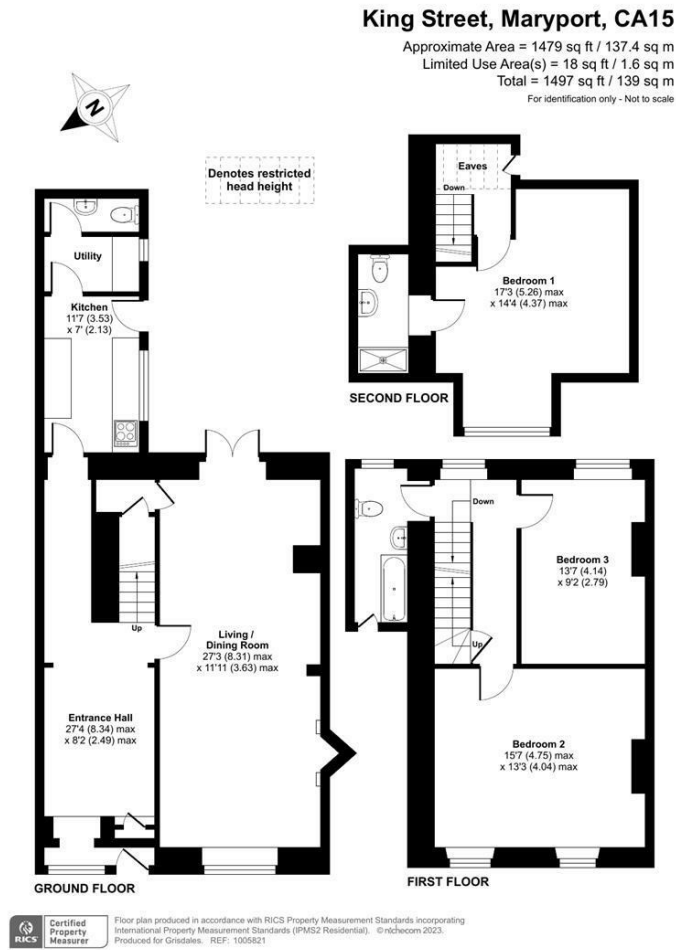 King Street, Maryport, CA15
Approximate Area = 1479 sq ft / 137.4 sq m
Limited Use Area(s) = 18 sq ft / 1.6 sq m
Total = 1497 sq ft / 139 sq m
For identification only - Not to scale
N
Denotes restricted
head height
Eaves
Down
Bedroom 1
17'3 (5.26) max
x 14'4 (4.37) max
SECOND FLOOR
Utility
Kitchen
11'7 (3.53)
x 7' (2.13)
Up
Living /
Dining Room
27'3 (8.31) max
x 11'11 (3.63) max
Entrance Hall
27'4 (8.34) max
x 8'2 (2.49) max
GROUND FLOOR
Down
Bedroom 3
13'7 (4.14)
x 9'2 (2.79)
Up
Bedroom 2
15'7 (4.75) max
x 13'3 (4.04) max
FIRST FLOOR
RICS
Certified
Property
Measurer
Floor plan produced in accordance with RICS Property Measurement Standards incorporating
International Property Measurement Standards (IPMS2 Residential). © nichecom 2023.
Produced for Grisdales. REF: 1005821